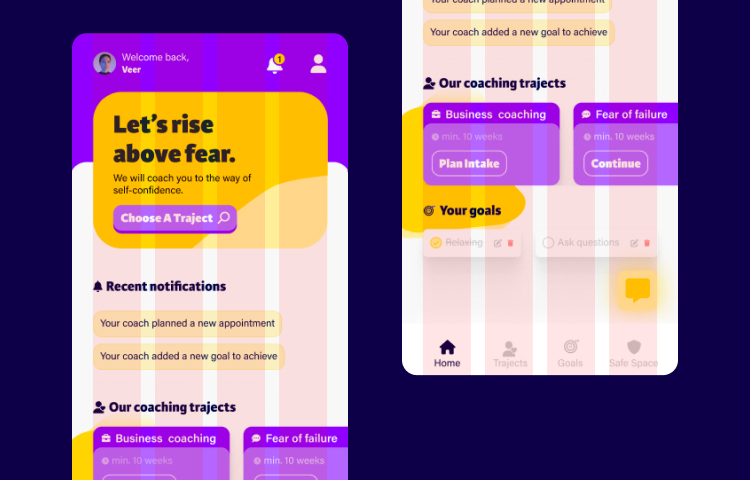 Welcome back,
Veer
1
Let's rise
above fear.
We will coach you to the way of
self-confidence.
Choose A Traject
Recent notifications
Your coach planned a new appointment
Your coach added a new goal to achieve
Our coaching trajects
Business coaching
Fear of failure
min. 10 weeks
min. 10 weeks
Your coach planned a new appointment
Your coach added a new goal to achieve
Our coaching trajects
Business coaching
Fear of failure
min. 10 weeks
min. 10 weeks
Plan Intake
Continue
Your goals
Relaxing
Ask questions
Home
Trajects
Goals
Safe Space